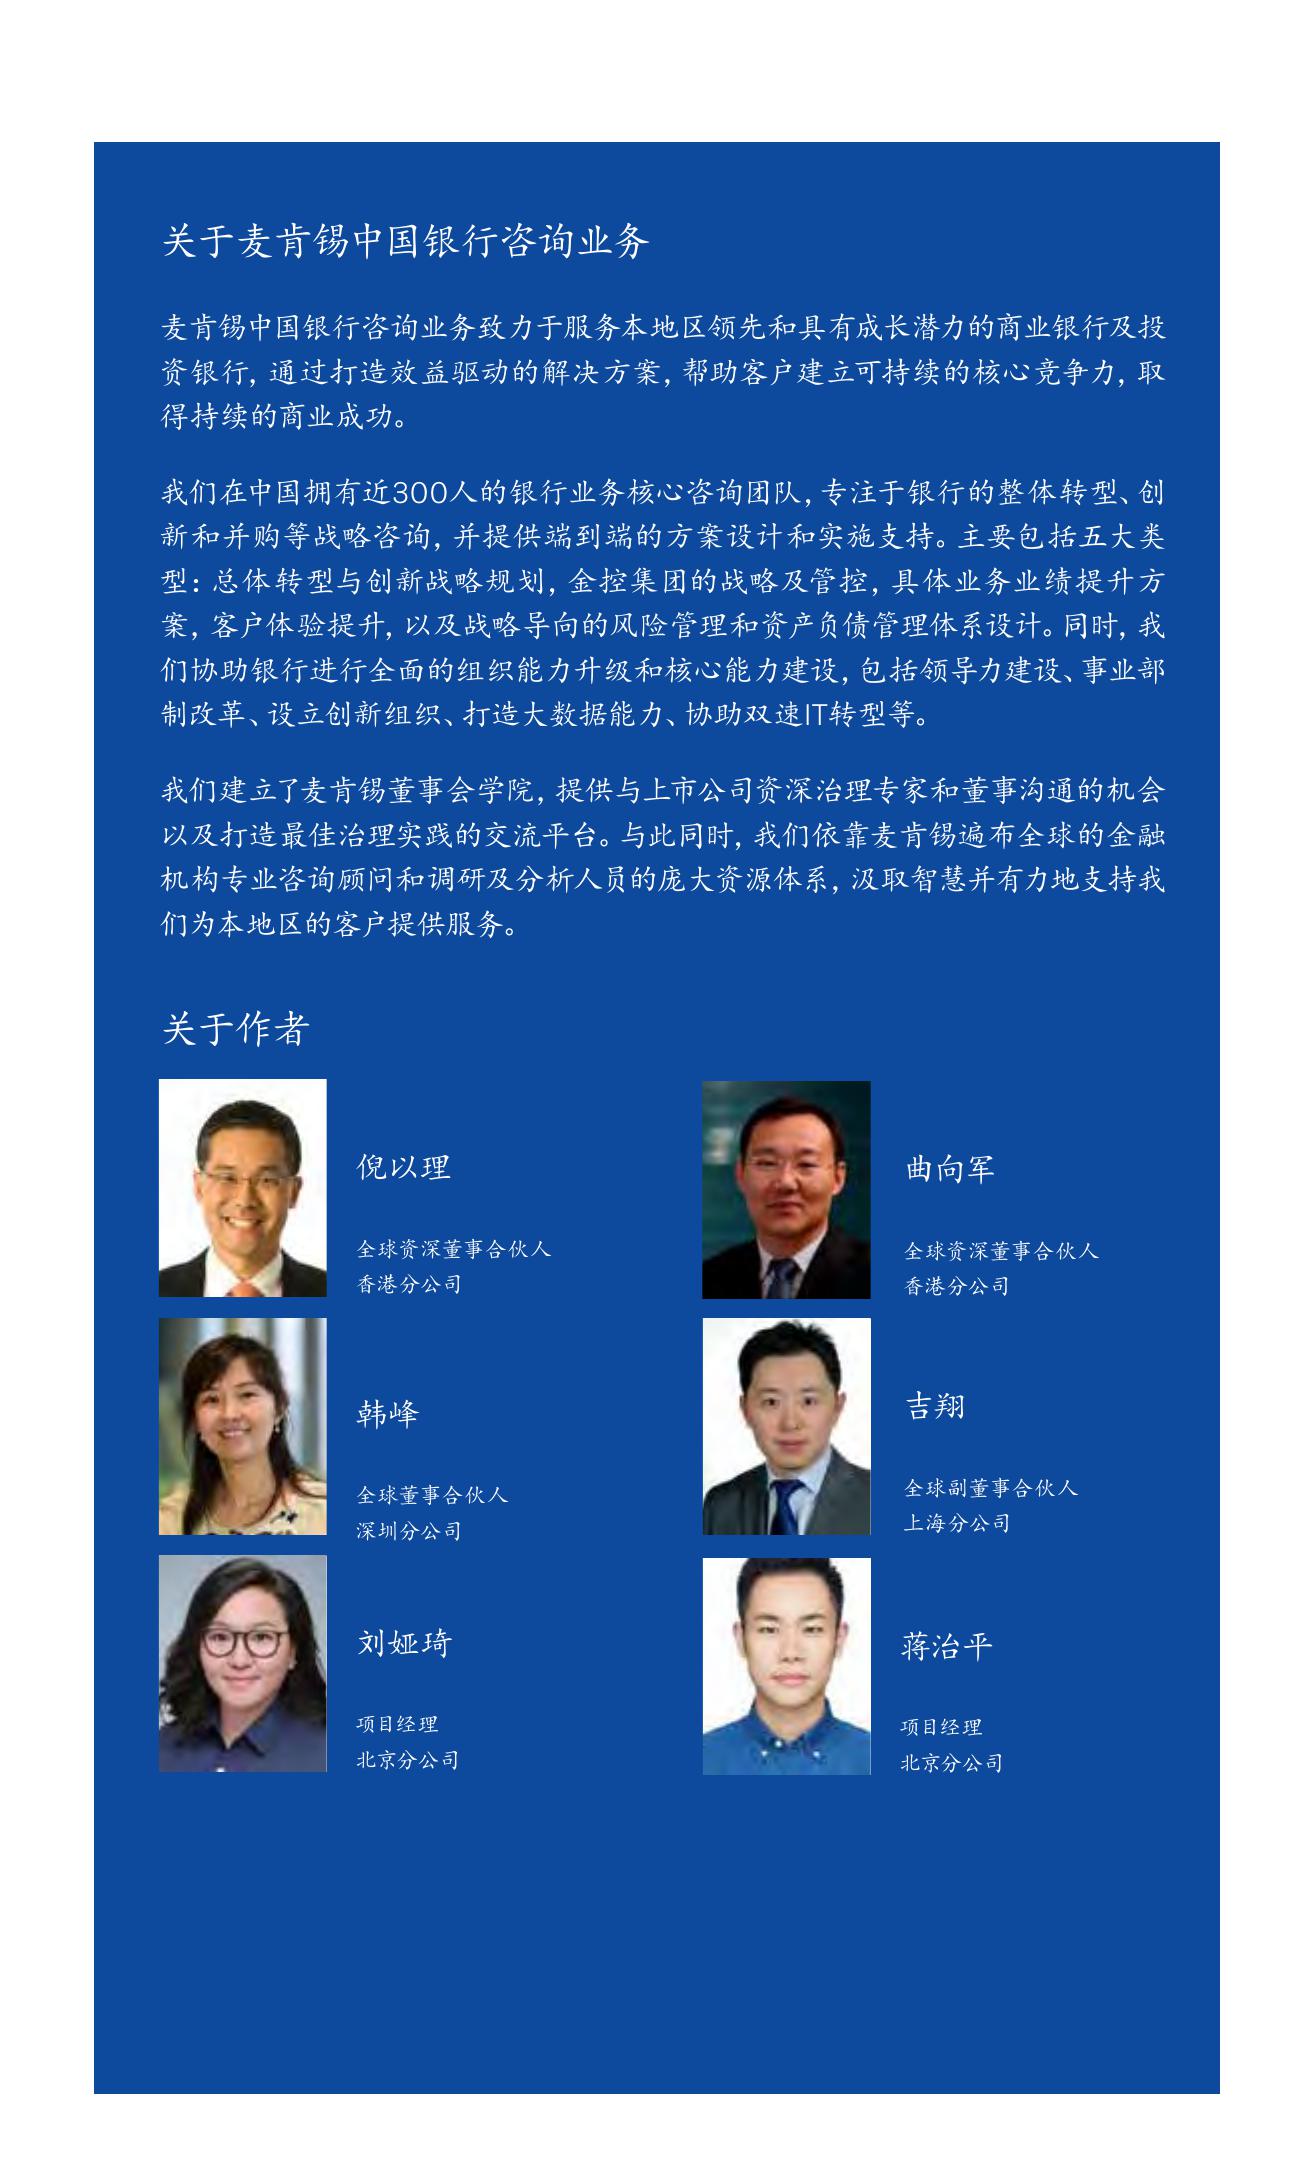 关于麦肯锡中国银行咨询业务
麦肯锡中国银行咨询业务致力于服务本地区领先和具有成长潜力的商业银行及投
资银行，通过打造效益驱动的解决方案，帮助客户建立可持续的核心竞争力，取
得持续的商业成功。
我们在中国拥有近300人的银行业务核心咨询团队，专注于银行的整体转型、创
新和并购等战略咨询，并提供端到端的方案设计和实施支持。主要包括五大类
型：总体转型与创新战略规划，金控集团的战略及管控，具体业务业绩提升方
案，客户体验提升，以及战略导向的风险管理和资产负债管理体系设计。同时，我
们协助银行进行全面的组织能力升级和核心能力建设，包括领导力建设、事业部
制改革、设立创新组织、打造大数据能力、协助双速IT转型等。
我们建立了麦肯锡董事会学院，提供与上市公司资深治理专家和董事沟通的机会
以及打造最佳治理实践的交流平台。与此同时，我们依靠麦肯锡遍布全球的金融
机构专业咨询顾问和调研及分析人员的庞大资源体系，汲取智慧并有力地支持我
们为本地区的客户提供服务。
关于作者
倪以理
全球资深董事合伙人
香港分公司
曲向军
全球资深董事合伙人
香港分公司
韩峰
全球董事合伙人
深圳分公司
吉翔
全球副董事合伙人
上海分公司
刘娅琦
项目经理
北京分公司
蒋治平
项目经理
北京分公司